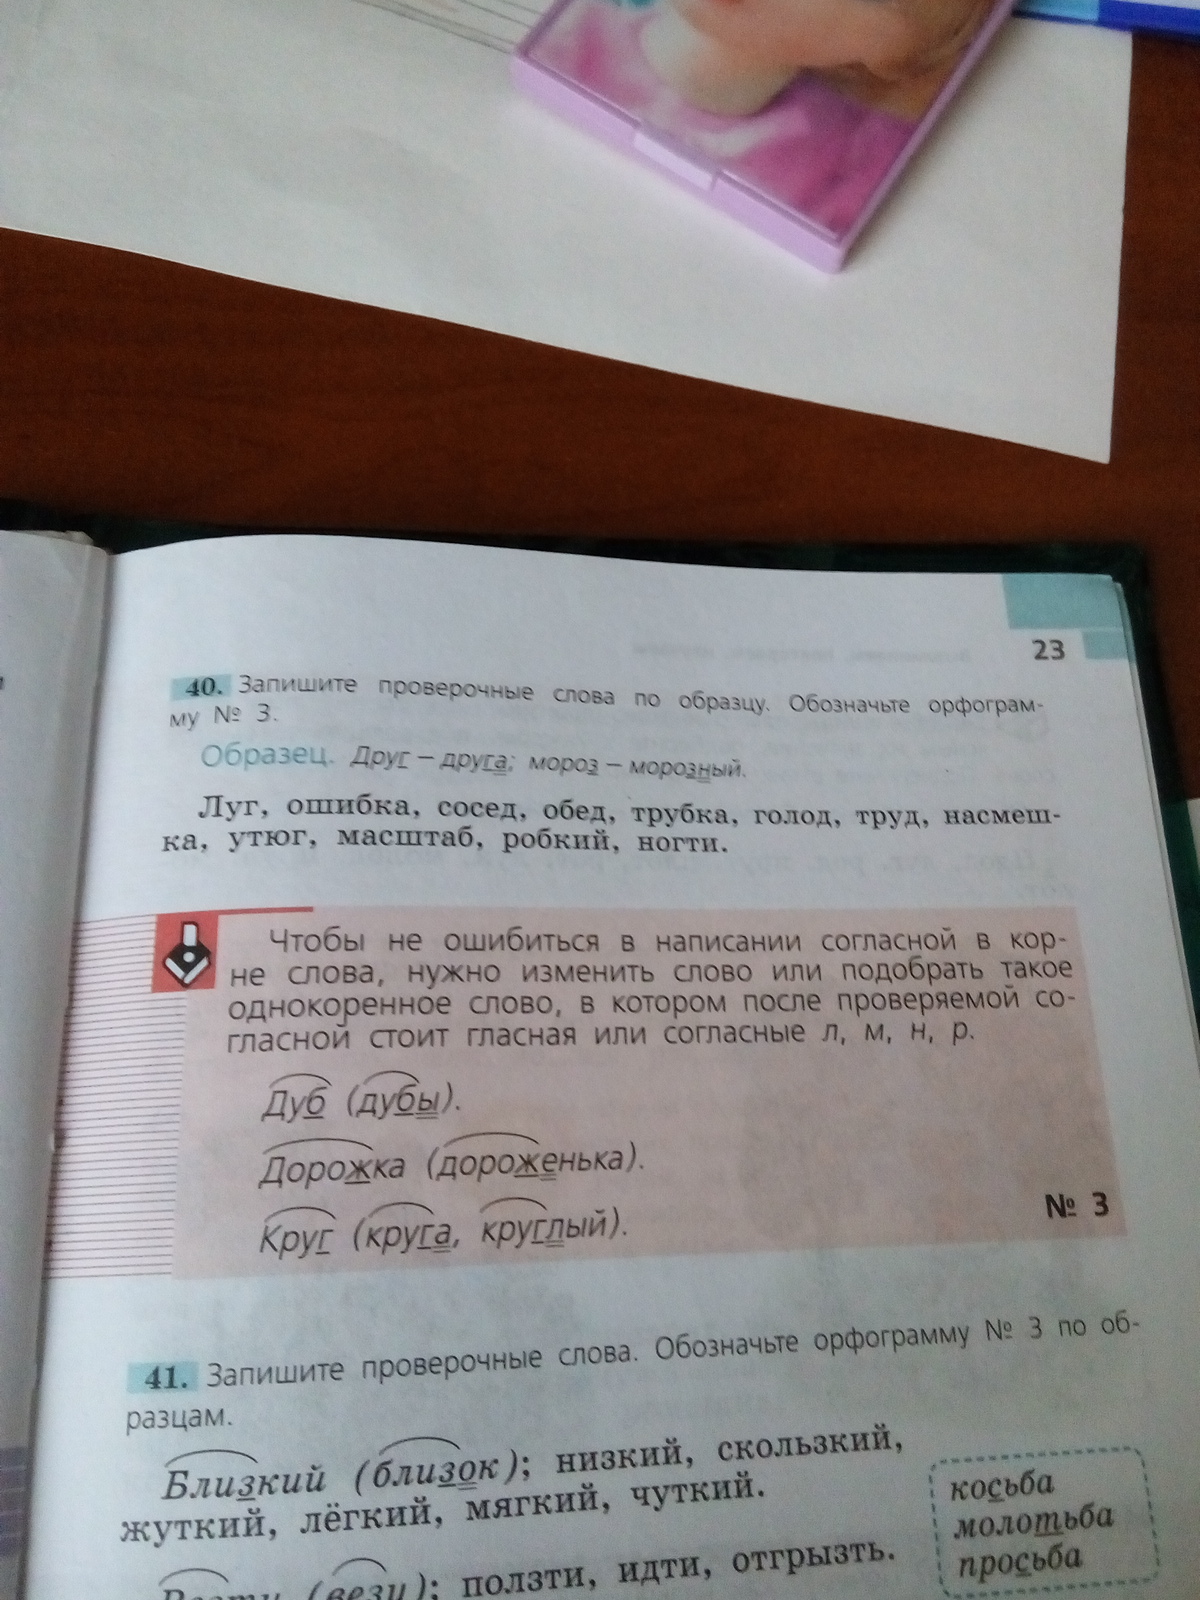 23
40. Запишите проверочные слова по образцу. Обозначьте орфограм-
му № 3.
Образец. Друг – друга; мороз – морозный.
Луг, ошибка, сосед, обед, трубка, голод, труд, насмеш-
ка, утюг, масштаб, робкий, ногти.
Чтобы не ошибиться в написании согласной в кор-
не слова, нужно изменить слово или подобрать такое
однокоренное слово, в котором после проверяемой со-
гласной стоит гласная или согласные л, м, н, р.
Дуб (дубы).
Дорожка (дороженька).
Круг (круга, круглый).
№ 3
41. Запишите проверочные слова. Обозначьте орфограмму № 3 по об-
разцам.
Близкий (близок); низкий, скользкий,
жуткий, лёгкий, мягкий, чуткий.
(везу); ползти, идти, отгрызть.
косьба
молотьба
просьба